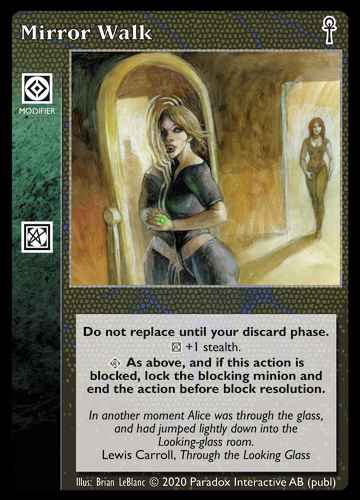 Mirror Walk
MODIFIER
Do not replace until your discard phase.
+1 stealth.
As above, and if this action is
blocked, lock the blocking minion and
end the action before block resolution.
In another moment Alice was through the glass,
and had jumped lightly down into the
Looking-glass room.
Lewis Carroll, Through the Looking Glass
Illus: Brian LeBlanc © 2020 Paradox Interactive AB (publ)